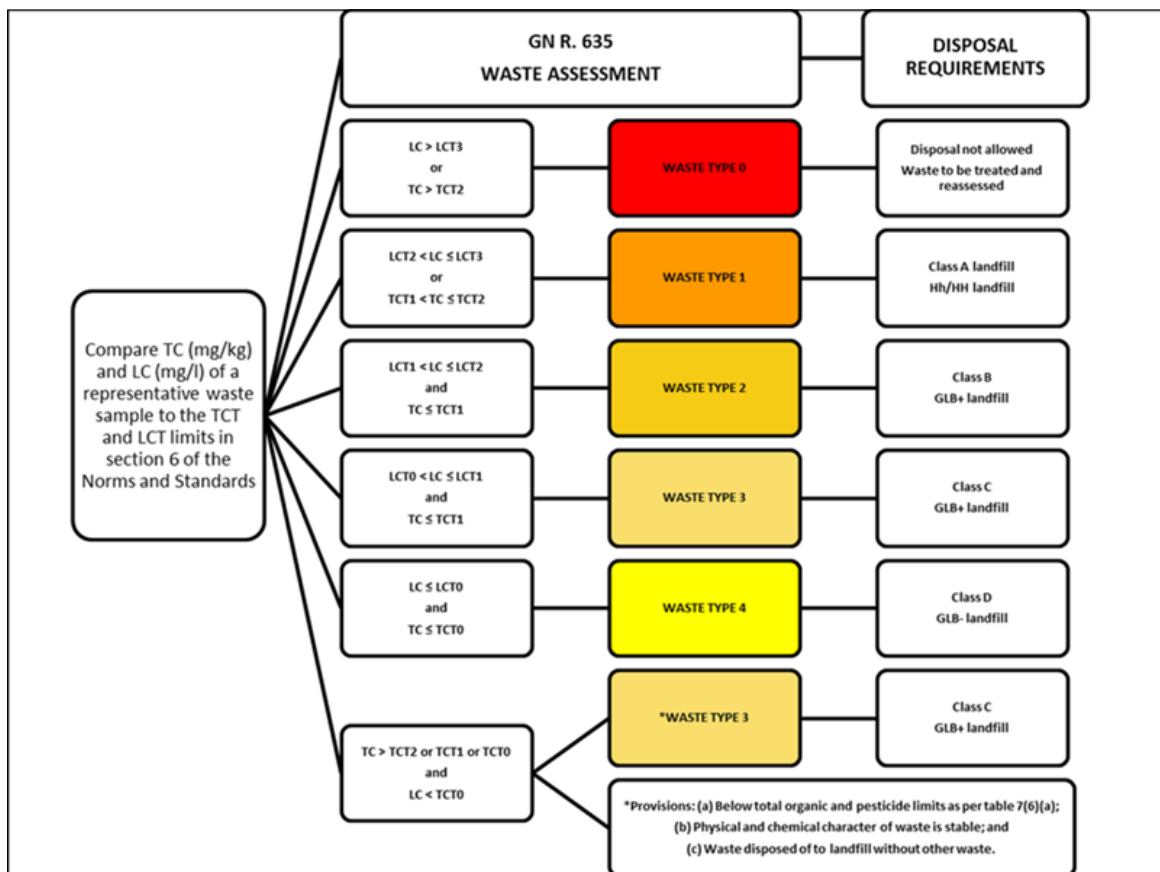 GN R. 635
WASTE ASSESSMENT
DISPOSAL
REQUIREMENTS
Compare TC (mg/kg)
and LC (mg/l) of a
representative waste
sample to the TCT
and LCT limits in
section 6 of the
Norms and Standards
LC > LCT3
or
TC > TCT2
WASTE TYPE 0
Disposal not allowed
Waste to be treated and
reassessed
LCT2 < LC ≤ LCT3
or
TCT1 < TC ≤ TCT2
WASTE TYPE 1
Class A landfill
Hh/HH landfill
LCT1 < LC ≤ LCT2
and
TC ≤ TCT1
WASTE TYPE 2
Class B
GLB+ landfill
LCT0 < LC ≤ LCT1
and
TC ≤ TCT1
WASTE TYPE 3
Class C
GLB+ landfill
LC ≤ LCT0
and
TC ≤ TCT0
WASTE TYPE 4
Class D
GLB- landfill
TC > TCT2 or TCT1 or TCT0
and
LC < TCT0
*WASTE TYPE 3
Class C
GLB+ landfill
*Provisions: (a) Below total organic and pesticide limits as per table 7(6)(a);
(b) Physical and chemical character of waste is stable; and
(c) Waste disposed of to landfill without other waste.